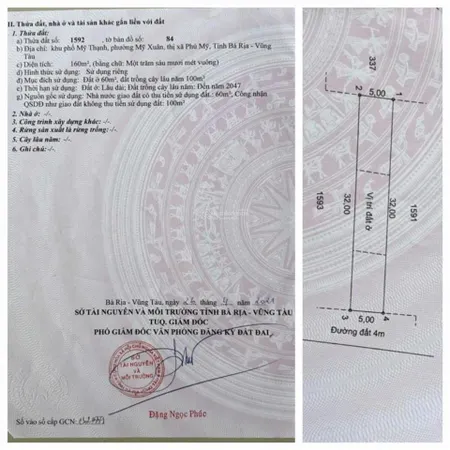 II. Thửa đất, nhà ở và tài sản khác gắn liền với đất
1. Thửa đất:
a) Thửa đất số: 1592 , tờ bản đồ số: 84
b) Địa chỉ: khu phố Mỹ Thạnh, phường Mỹ Xuân, thị xã Phú Mỹ, Tỉnh Bà Rịa - Vũng
Tàu
c) Diện tích: 160m², (bằng chữ: Một trăm sáu mươi mét vuông)
d) Hình thức sử dụng: Sử dụng riêng
đ) Mục đích sử dụng: Đất ở 60m²; đất trồng cây lâu năm 100m²
e) Thời hạn sử dụng: Đất ở: Lâu dài; Đất trồng cây lâu năm: Đến năm 2047
g) Nguồn gốc sử dụng: Nhà nước giao đất có thu tiền sử dụng đất: 60m²; Công nhận
QSDĐ như giao đất không thu tiền sử dụng đất: 100m²
2. Nhà ở: /
3. Công trình xây dựng khác: -/-
4. Rừng sản xuất là rừng trồng: -/-
5. Cây lâu năm: -/-
6. Ghi chú: -/-
Bà Rịa - Vũng Tàu, ngày tháng năm 2021
SỞ TÀI NGUYÊN VÀ MÔI TRƯỜNG TỈNH BÀ RỊA - VŨNG TÀU
TUQ. GIÁM ĐỐC
PHÓ GIÁM ĐỐC VĂN PHÒNG ĐĂNG KÝ ĐẤT ĐAI
SỞ
TÀI NGUYÊN
VÀ
MÔI TRƯỜNG
Đặng Ngọc Phúc
Số vào sổ cấp GCN:
337
2 5,00 1
1593
32,00
Vị trí đất ở
32,00
1591
3 5,00 4
Đường đất 4m